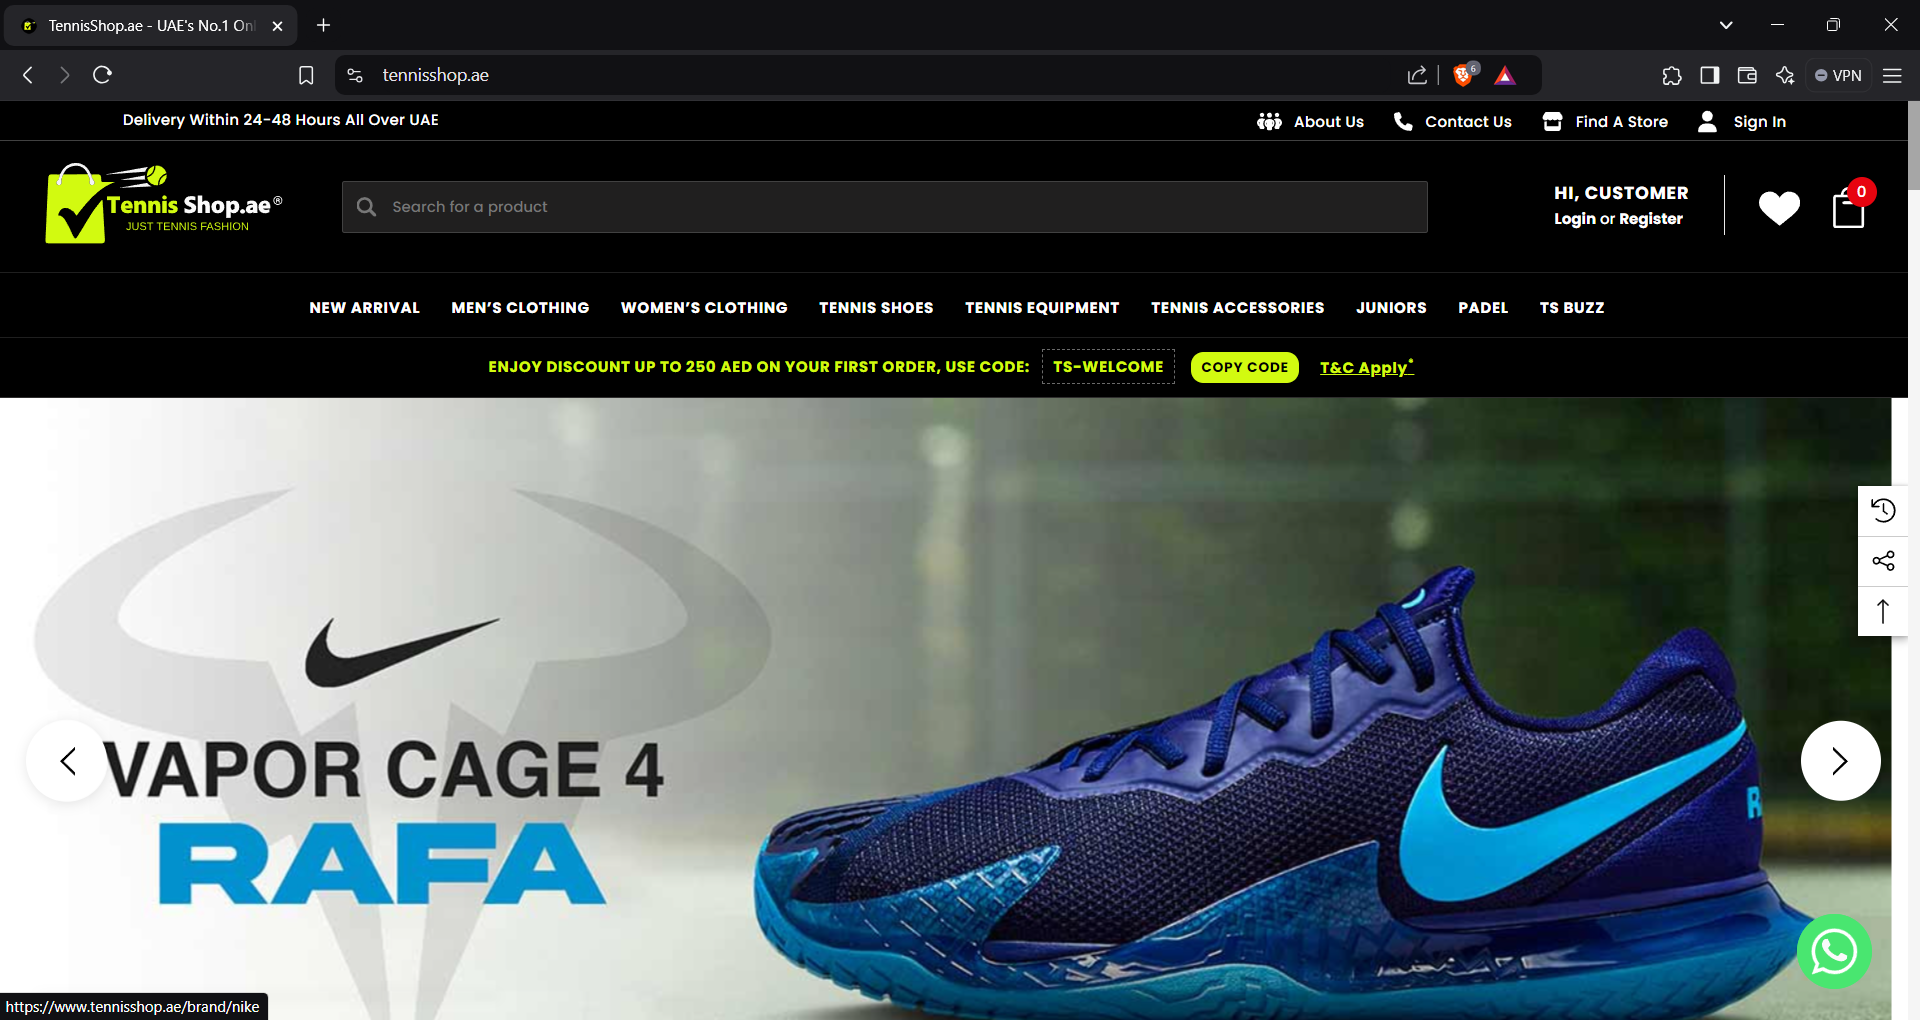 TennisShop.ae - UAE's No.1 Onl
tennisshop.ae
6
VPN
Delivery Within 24-48 Hours All Over UAE
About Us
Contact Us
Find A Store
Sign In
Tennis Shop.ae®
JUST TENNIS FASHION
Search for a product
HI, CUSTOMER
Login or Register
0
NEW ARRIVAL
MEN'S CLOTHING
WOMEN'S CLOTHING
TENNIS SHOES
TENNIS EQUIPMENT
TENNIS ACCESSORIES
JUNIORS
PADEL
TS BUZZ
ENJOY DISCOUNT UP TO 250 AED ON YOUR FIRST ORDER, USE CODE:
TS-WELCOME
COPY CODE
T&C Apply*
VAPOR CAGE 4
RAFA
https://www.tennisshop.ae/brand/nike